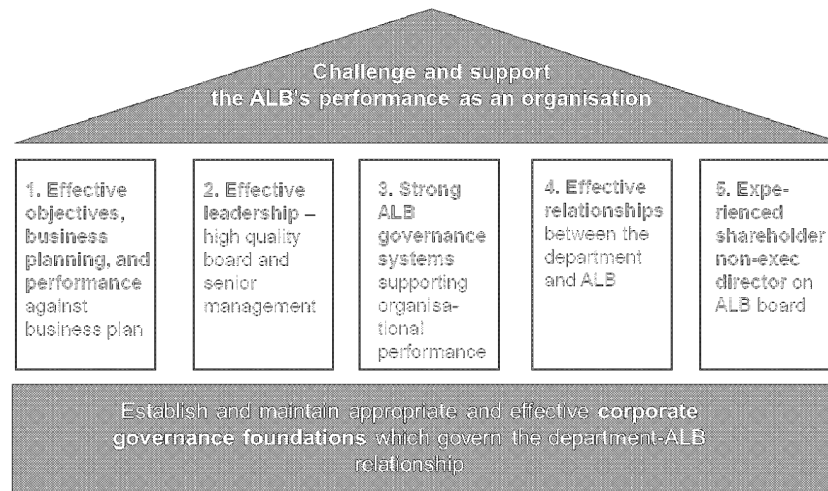 Challenge and support
the ALB's performance as an organisation
1. Effective
objectives,
business
planning, and
performance
against
business plan
2. Effective
leadership –
high quality
board and
senior
management
3. Strong
ALB
governance
systems
supporting
organisa-
tional
performance
4. Effective
relationships
between the
department
and ALB
5. Expe-
rienced
shareholder
non-exec
director on
ALB board
Establish and maintain appropriate and effective corporate
governance foundations which govern the department-ALB
relationship